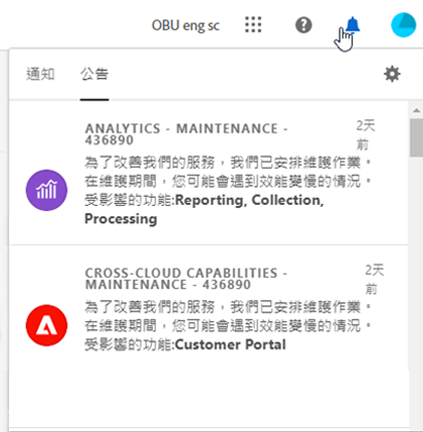 OBU eng sc
通知 公告
ANALYTICS - MAINTENANCE - 436890
2天前
為了改善我們的服務，我們已安排維護作業。
在維護期間，您可能會遇到效能變慢的情況。
受影響的功能:Reporting, Collection,
Processing
CROSS-CLOUD CAPABILITIES -
MAINTENANCE - 436890
2天前
為了改善我們的服務，我們已安排維護作業。
在維護期間，您可能會遇到效能變慢的情況。
受影響的功能:Customer Portal